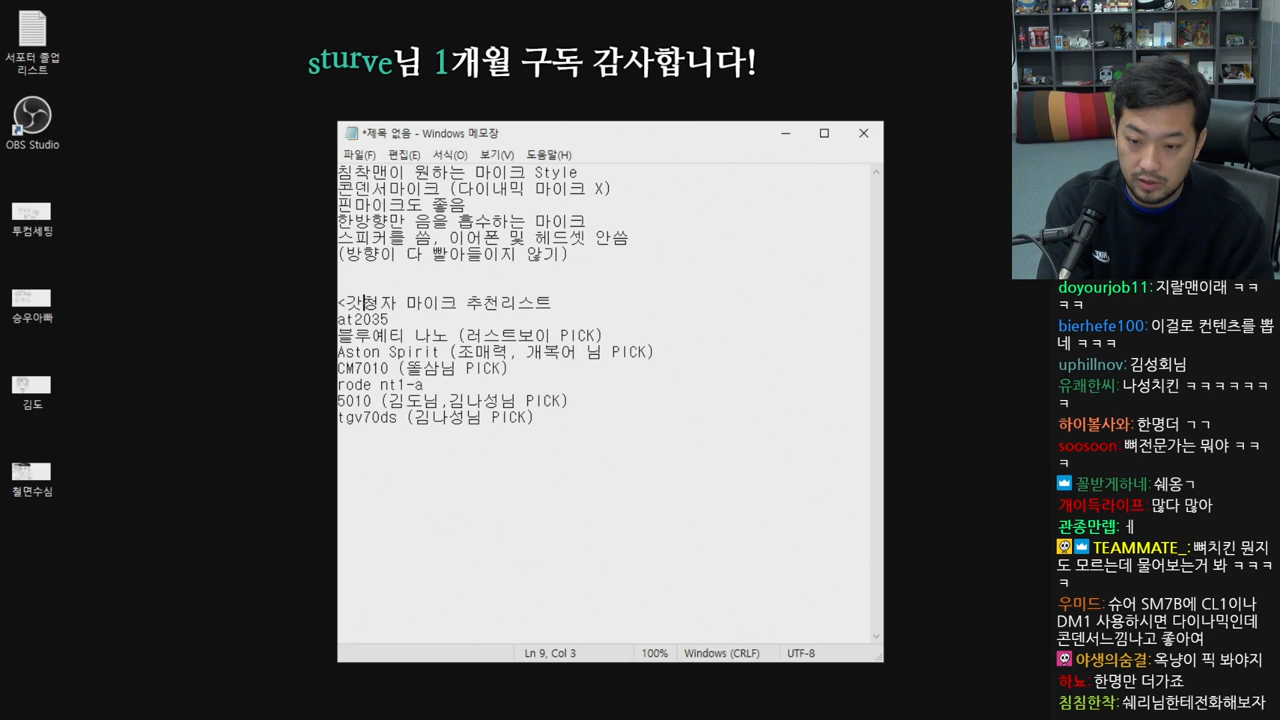 서포터 졸업
리스트
OBS Studio
투컴세팅
승우아빠
김도
철면수심
sturve님 1개월 구독 감사합니다!
*제목 없음 - Windows 메모장
파일(F) 편집(E) 서식(O) 보기(V) 도움말(H)
침착맨이 원하는 마이크 Style
콘덴서마이크 (다이내믹 마이크 X)
핀마이크도 좋음
한방향만 음을 흡수하는 마이크
스피커를 씀, 이어폰 및 헤드셋 안씀
(방향이 다 빨아들이지 않기)
<갓청자 마이크 추천리스트
at2035
블루예티 나노 (러스트보이 PICK)
Aston Spirit (조매력, 개복어 님 PICK)
CM7010 (똘삼님 PICK)
rode nt1-a
5010 (김도님,김나성님 PICK)
tgv70ds (김나성님 PICK)
Ln 9, Col 3 100% Windows (CRLF) UTF-8
NIKE
doyourjob11: 지랄맨이래 ㅋㅋ
ㅋㅋ
bierhefe100: 이걸로 컨텐츠를 뽑
네 ㅋㅋㅋ
uphillnov: 김성회님
유쾌한씨: 나성치킨 ㅋㅋㅋㅋㅋㅋ
ㅋ
하이볼사와: 한명더 ㄱㄱ
soosoon: 뼈전문가는 뭐야 ㅋㅋ
ㅋ
꼴받게하네: 쉐옹ㄱ
개이득라이프: 많다 많아
관종만렙: ㅔ
TEAMMATE_: 뼈치킨 뭔지
도 모르는데 물어보는거 봐 ㅋㅋㅋ
ㅋ
우미드: 슈어 SM7B에 CL1이나
DM1 사용하시면 다이나믹인데
콘덴서느낌나고 좋아여
야생의숨결: 옥냥이 픽 봐야지
하뇨: 한명만 더가죠
침침한착: 쉐리님한테전화해보자